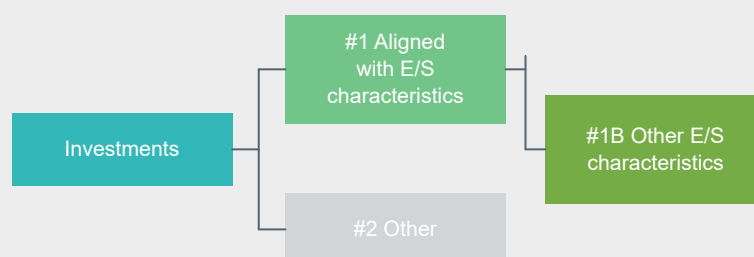 #1 Aligned
with E/S
characteristics
Investments
#1B Other E/S
characteristics
#2 Other